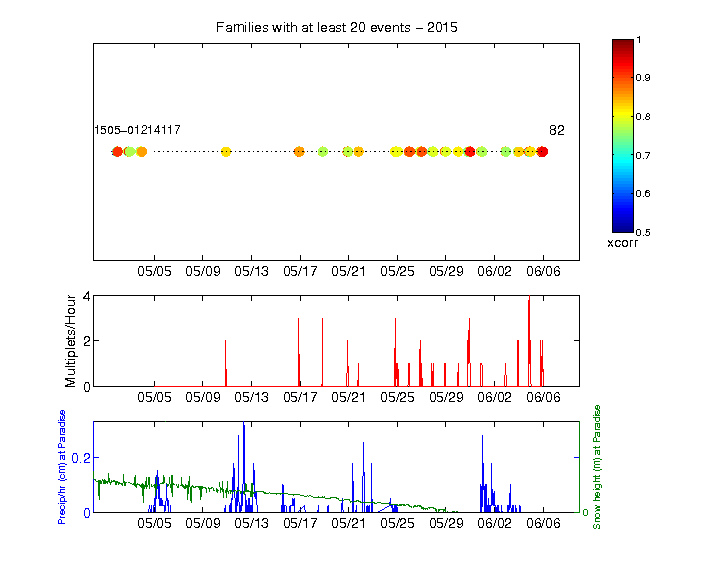 Families with at least 20 events – 2015
1505–01214117
82
05/05 05/09 05/13 05/17 05/21 05/25 05/29 06/02 06/06
1
0.9
0.8
0.7
0.6
0.5
xcorr
Multiplets/Hour
4
2
0
05/05 05/09 05/13 05/17 05/21 05/25 05/29 06/02 06/06
Precip/hr (cm) at Paradise
0.2
0
05/05 05/09 05/13 05/17 05/21 05/25 05/29 06/02 06/06
0
Snow height (m) at Paradise